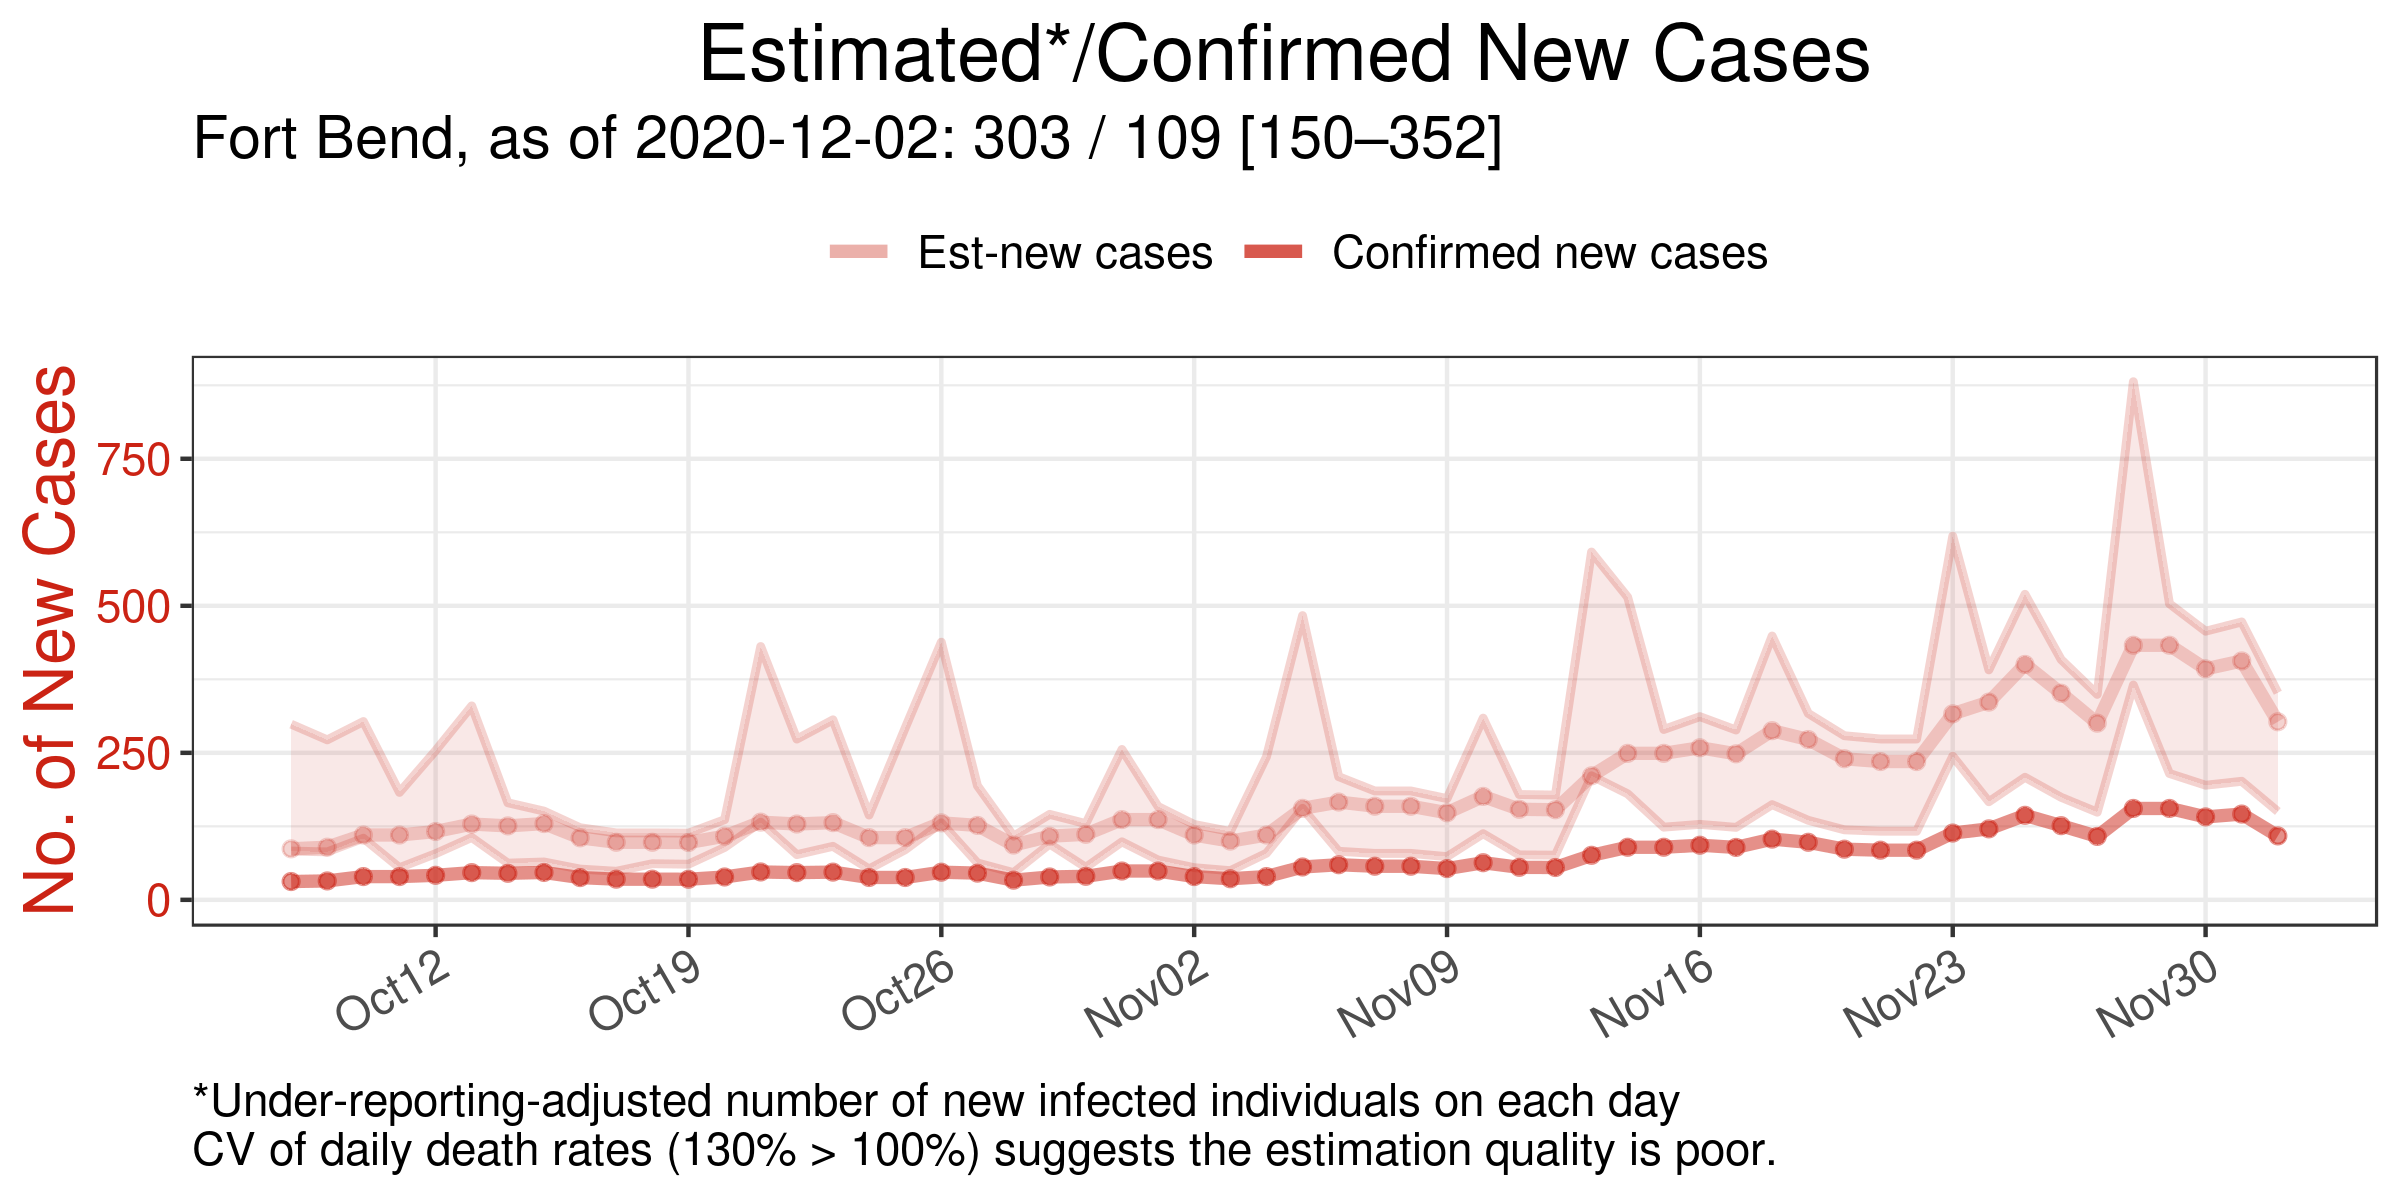 Estimated*/Confirmed New Cases
Fort Bend, as of 2020-12-02: 303 / 109 [150–352]
Est-new cases
Confirmed new cases
No. of New Cases
750
500
250
0
Oct12
Oct19
Oct26
Nov02
Nov09
Nov16
Nov23
Nov30
*Under-reporting-adjusted number of new infected individuals on each day
CV of daily death rates (130% > 100%) suggests the estimation quality is poor.